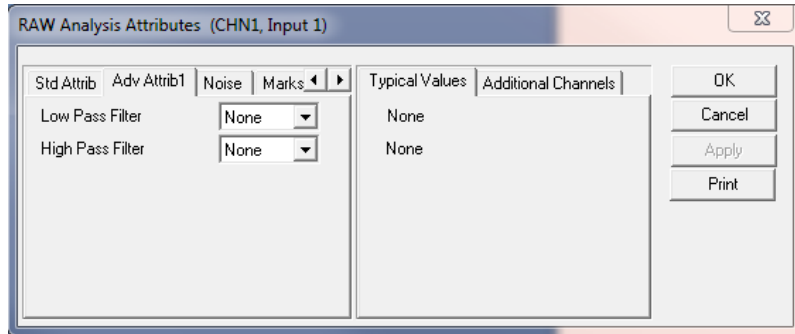 RAW Analysis Attributes (CHN1, Input 1)
Std Attrib Adv Attrib1 Noise Marks
Typical Values Additional Channels
Low Pass Filter None None
High Pass Filter None None
OK
Cancel
Apply
Print